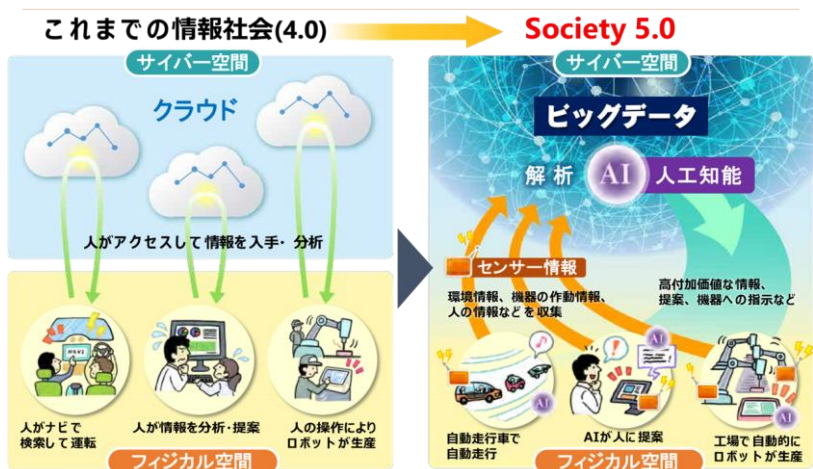 これまでの情報社会(4.0)
Society 5.0
サイバー空間
クラウド
人がアクセスして情報を入手・分析
人がナビで
検索して運転
人が情報を分析・提案
人の操作により
ロボットが生産
フィジカル空間
サイバー空間
ビッグデータ
解析 AI 人工知能
センサー情報
環境情報、機器の作動情報、
人の情報などを収集
高付加価値な情報、
提案、機器への指示など
AI
AI
AI
自動走行車で
自動走行
AIが人に提案
工場で自動的に
ロボットが生産
フィジカル空間